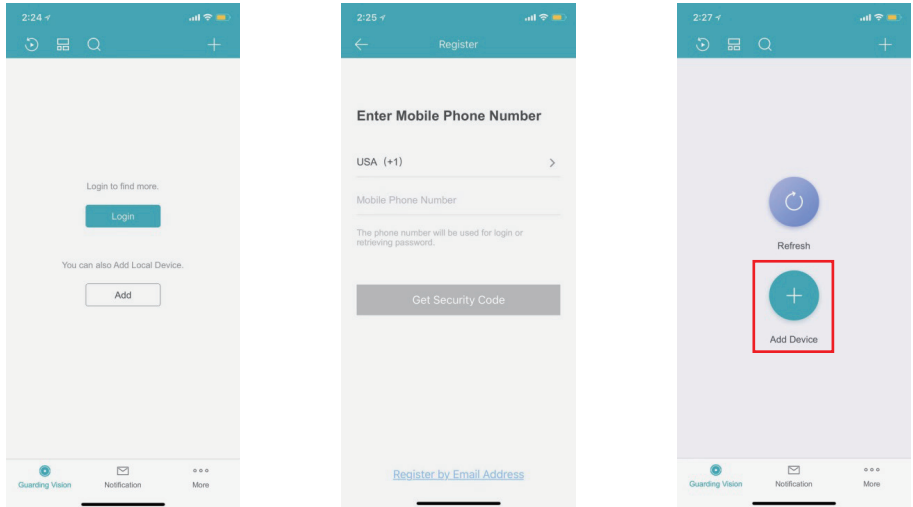 2:24
Login to find more.
Login
You can also Add Local Device.
Add
Guarding Vision
Notification
More
2:25
Register
Enter Mobile Phone Number
USA (+1)
Mobile Phone Number
The phone number will be used for login or
retrieving password.
Get Security Code
Register by Email Address
2:27
Refresh
Add Device
Guarding Vision
Notification
More